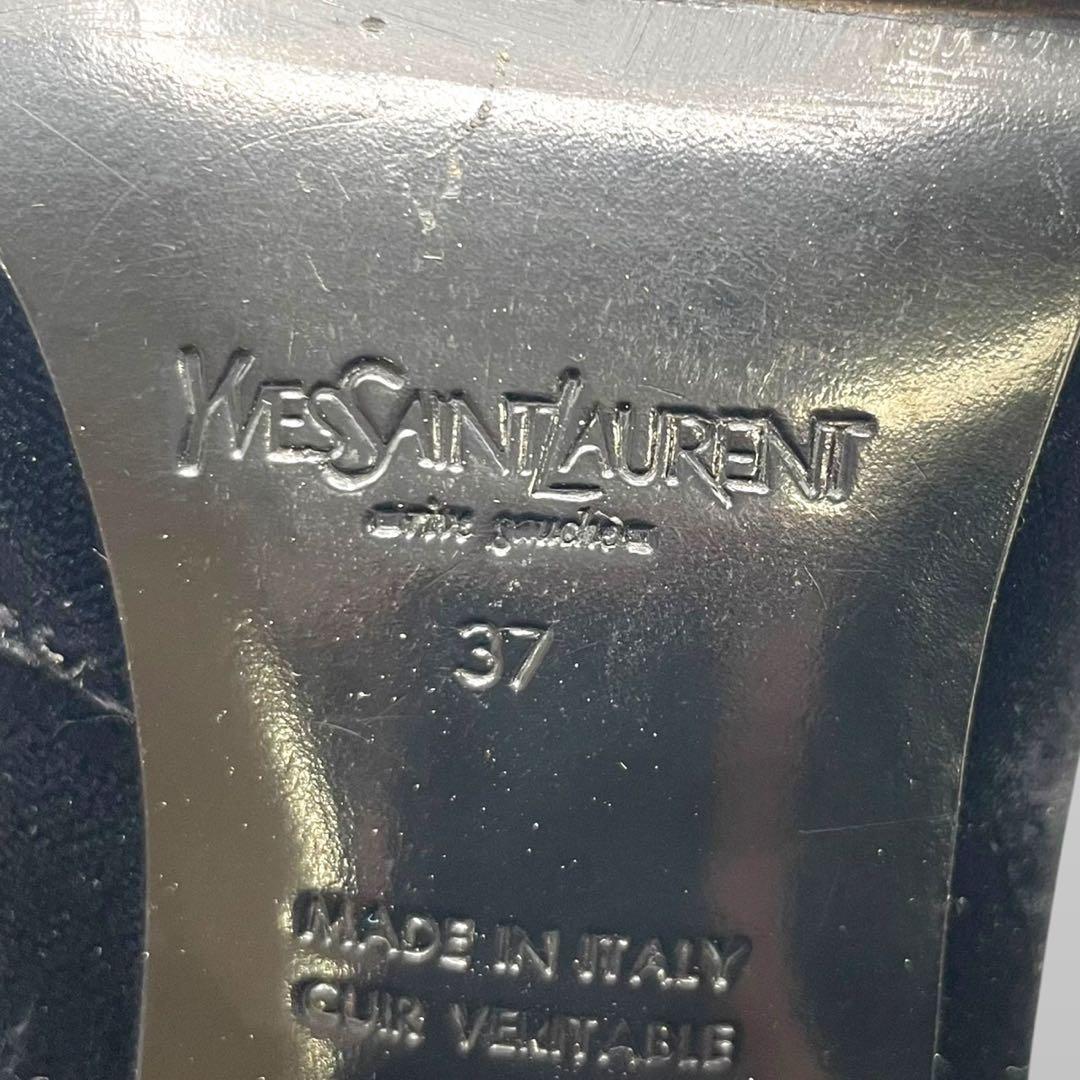 YVESSAINTLAURENT
rive gauche
37
MADE IN ITALY
CUIR VERITABLE